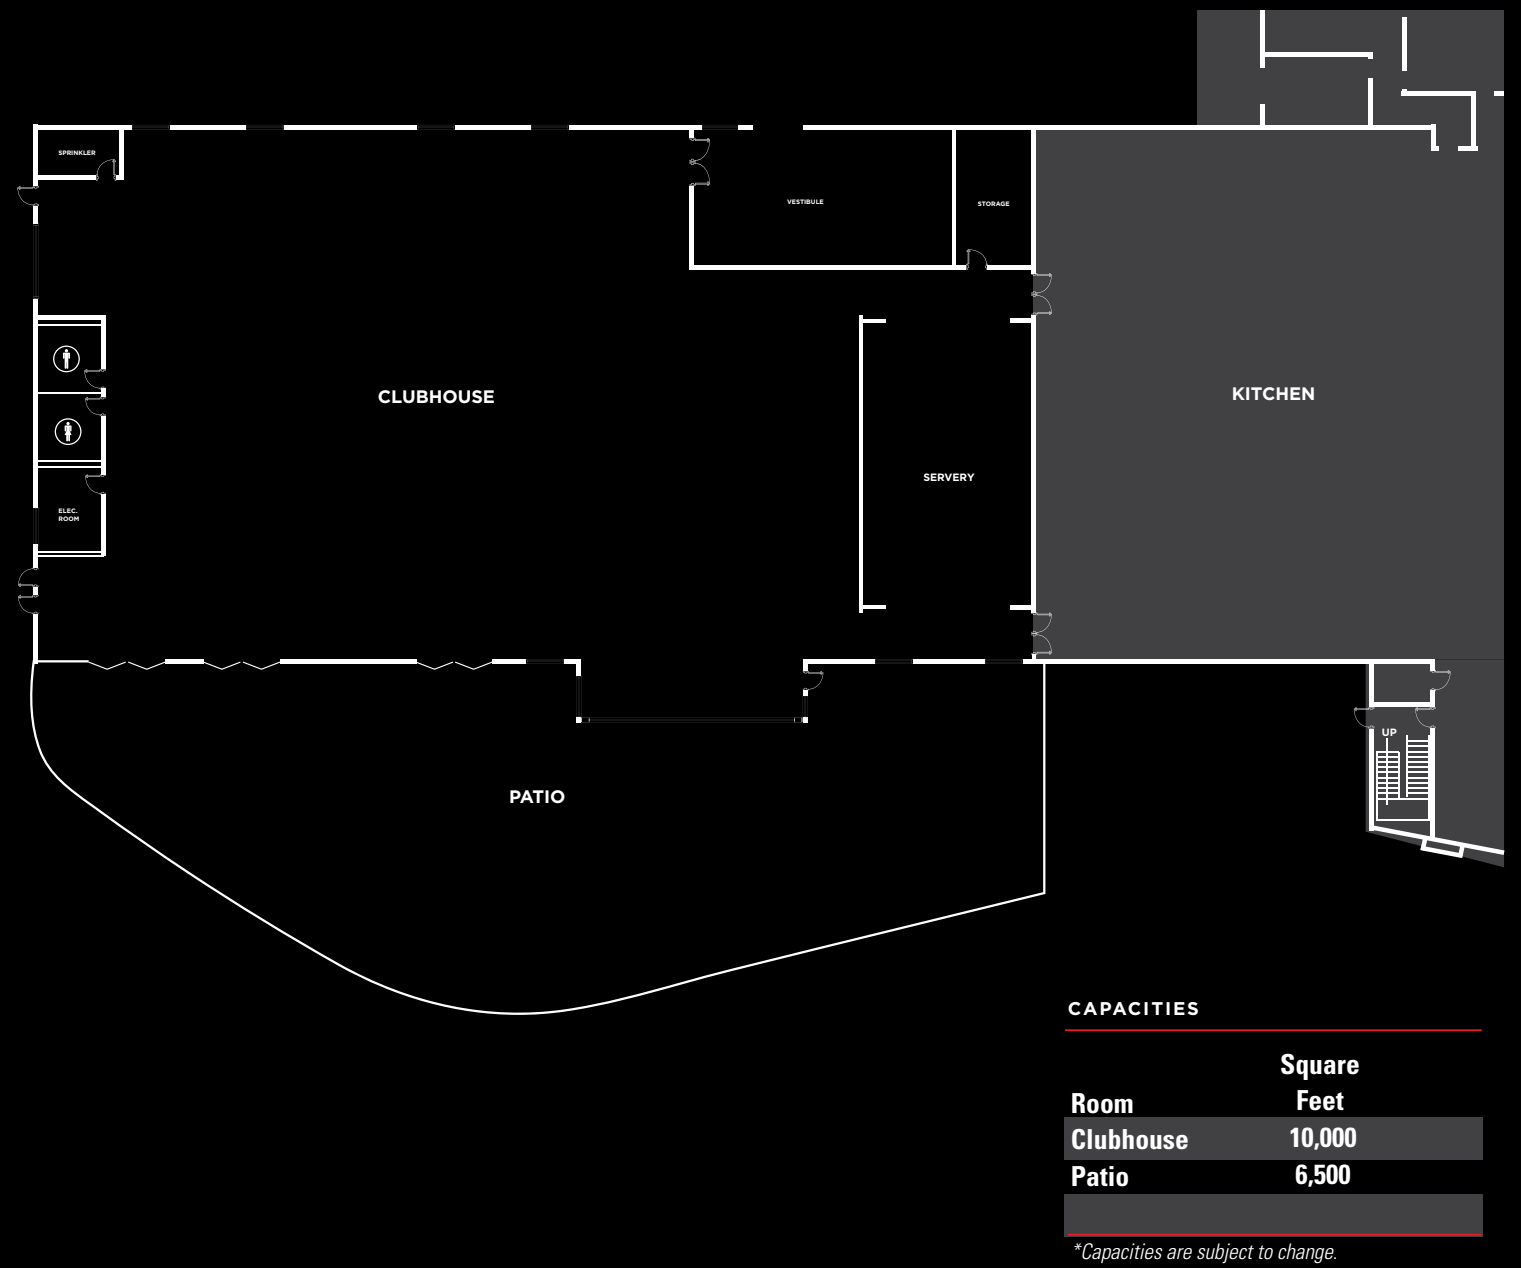 SPRINKLER
VESTIBULE
STORAGE
CLUBHOUSE
KITCHEN
SERVERY
ELEC.
ROOM
UP
PATIO
CAPACITIES
Square
Room Feet
Clubhouse 10,000
Patio 6,500
*Capacities are subject to change.